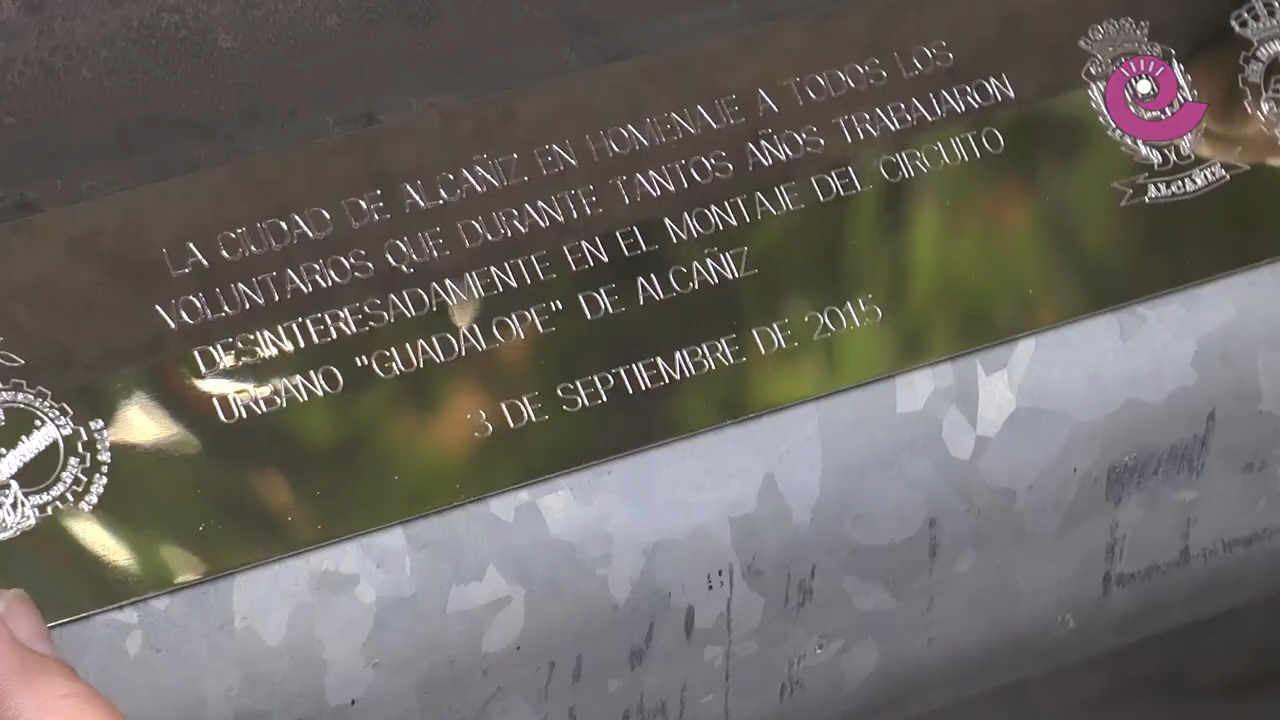 LA CIUDAD DE ALCAÑIZ EN HOMENAJE A TODOS LOS
VOLUNTARIOS QUE DURANTE TANTOS AÑOS TRABAJARON
DESINTERESADAMENTE EN EL MONTAJE DEL CIRCUITO
URBANO "GUADALOPE" DE ALCAÑIZ
3 DE SEPTIEMBRE DE 2015
ALCAÑIZ